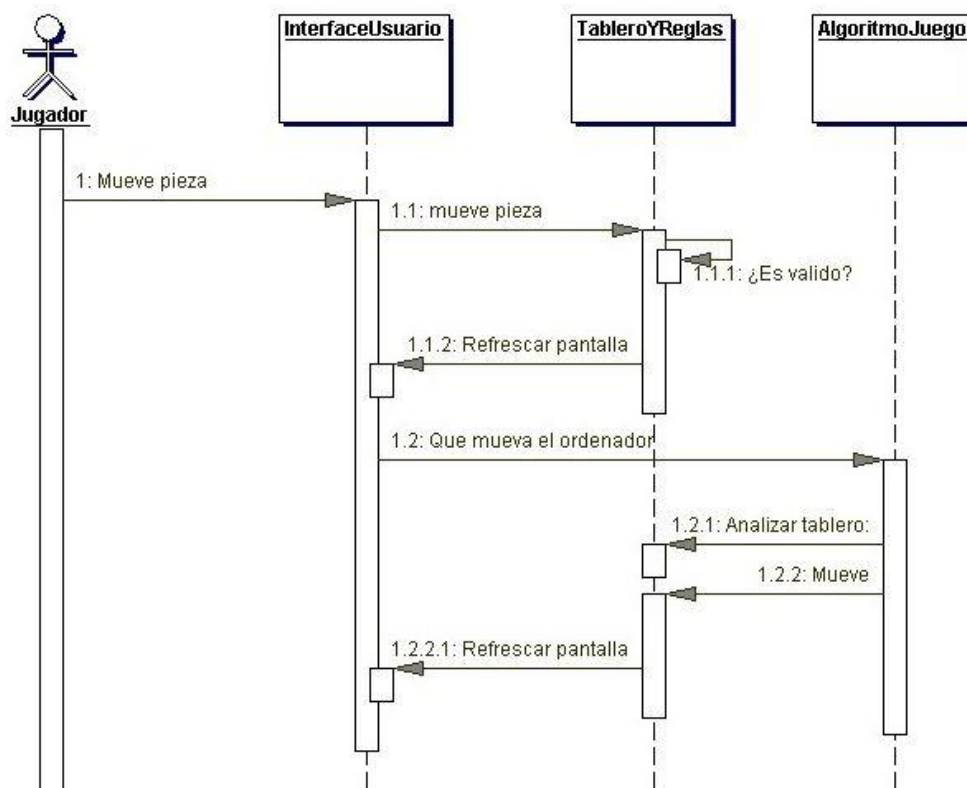 InterfaceUsuario
TableroYReglas
AlgoritmoJuego
Jugador
1: Mueve pieza
1.1: mueve pieza
1.1.1: ¿Es valido?
1.1.2: Refrescar pantalla
1.2: Que mueva el ordenador
1.2.1: Analizar tablero:
1.2.2: Mueve
1.2.2.1: Refrescar pantalla